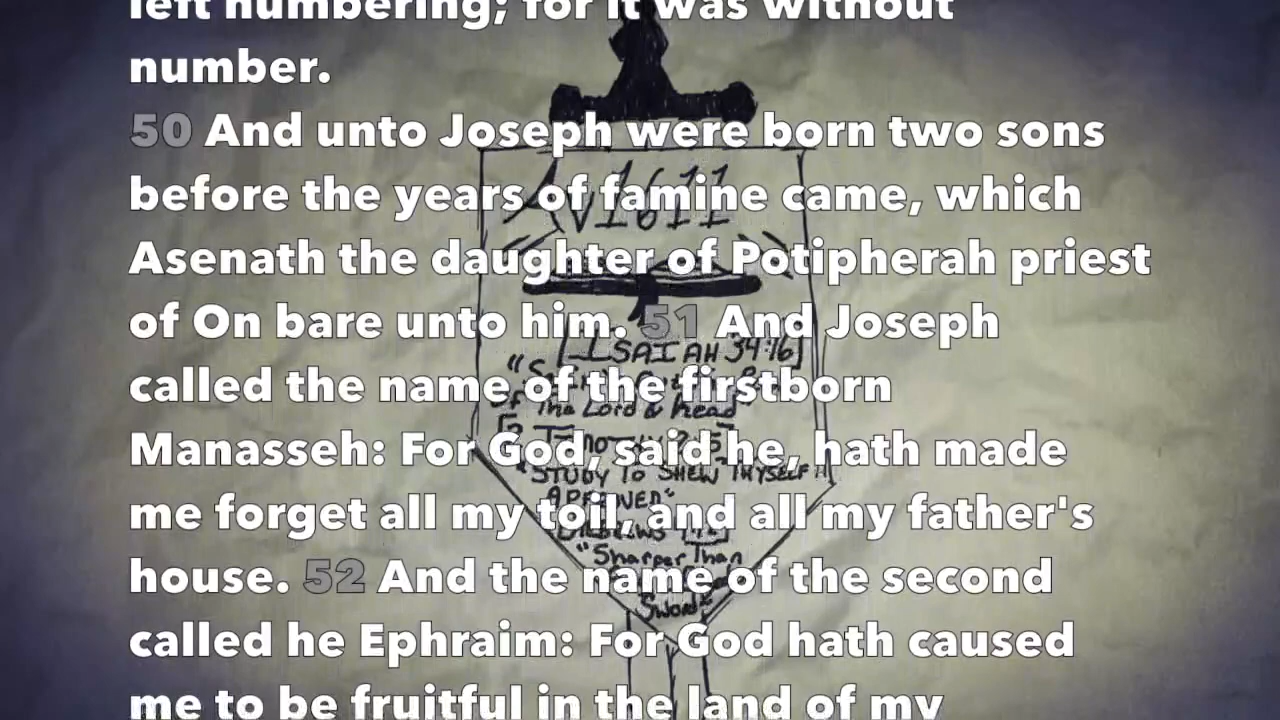 left numbering; for it was without
number.
50 And unto Joseph were born two sons
before the years of famine came, which
Asenath the daughter of Potipherah priest
of On bare unto him. 51 And Joseph
called the name of the firstborn
Manasseh: For God, said he, hath made
me forget all my toil, and all my father's
house. 52 And the name of the second
called he Ephraim: For God hath caused
me to be fruitful in the land of my
AV1611
[ISAIAH 34:16]
of The Lord & Read"
"STUDY TO SHEW THYSELF
APPROVED"
"Sharper Than
Sword"